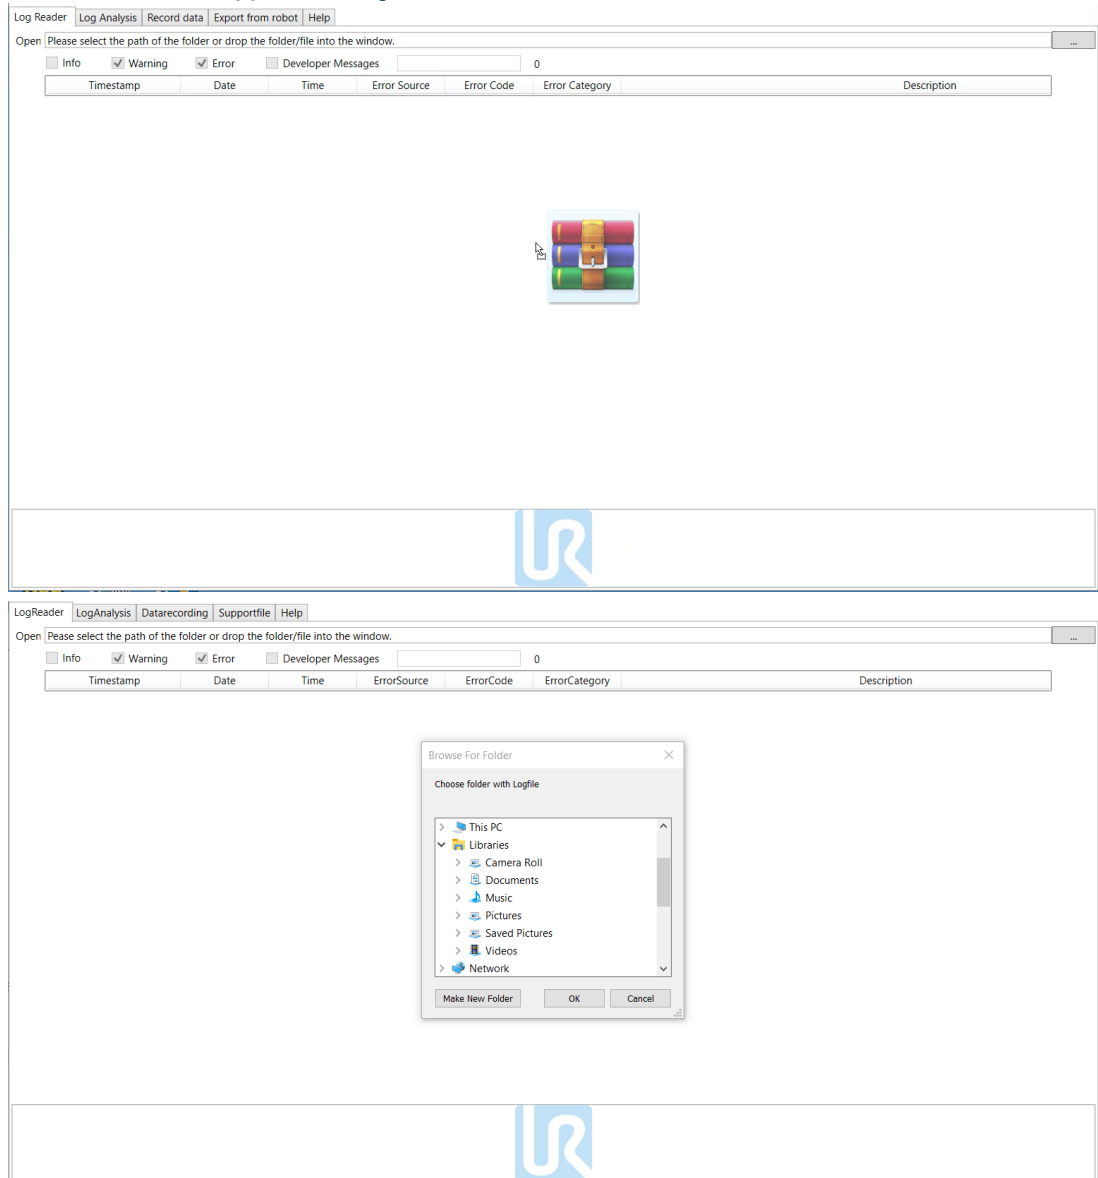 Log Reader Log Analysis Record data Export from robot Help
Open Please select the path of the folder or drop the folder/file into the window. ...
Info Warning Error Developer Messages 0
Timestamp Date Time Error Source Error Code Error Category Description
UR
LogReader LogAnalysis Datarecording Supportfile Help
Open Pease select the path of the folder or drop the folder/file into the window. ...
Info Warning Error Developer Messages 0
Timestamp Date Time ErrorSource ErrorCode ErrorCategory Description
Browse For Folder
Choose folder with Logfile
This PC
Libraries
Camera Roll
Documents
Music
Pictures
Saved Pictures
Videos
Network
Make New Folder OK Cancel
UR